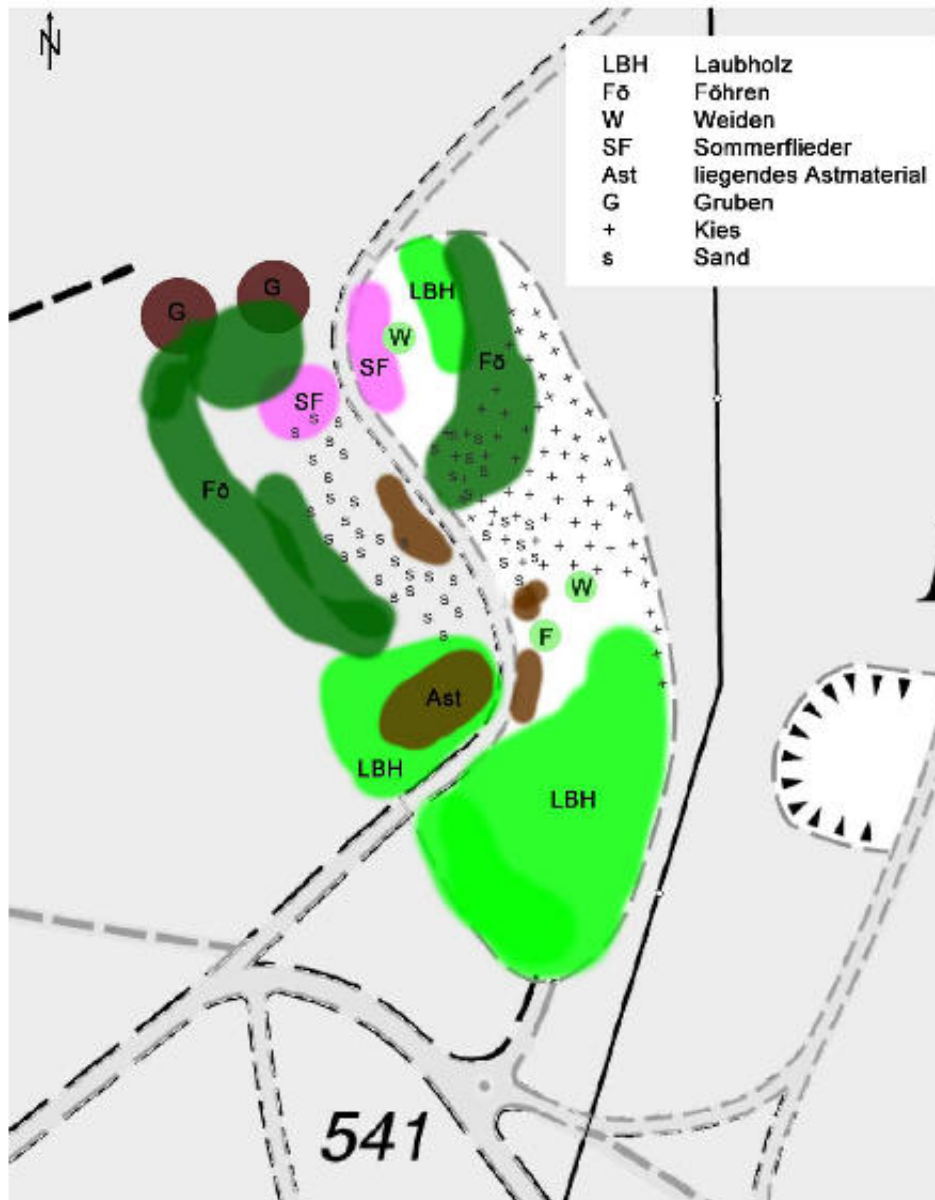 N
LBH Laubholz
Fö Föhren
W Weiden
SF Sommerflieder
Ast liegendes Astmaterial
G Gruben
+ Kies
s Sand
G
G
LBH
W
SF
Fö
SF
Fö
W
F
Ast
LBH
LBH
541